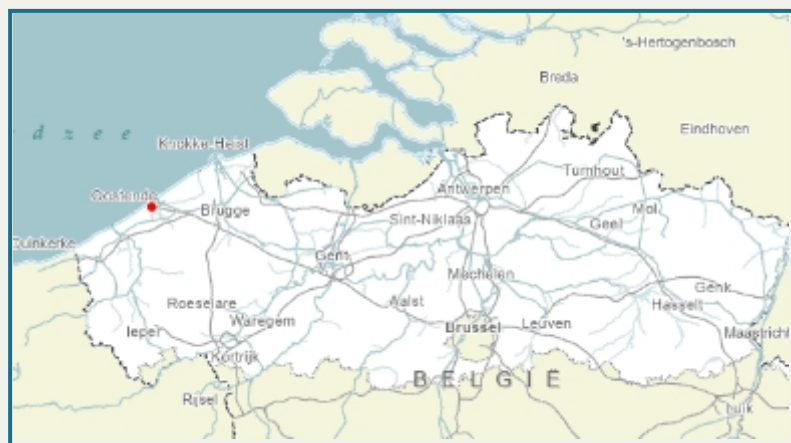 's-Hertogenbosch
Breda
Eindhoven
d z e e
Knokke-Heist
Turnhout
Oostende
Antwerpen
Mol
Brugge
Sint-Niklaas
Geel
Duinkerke
Gent
Mechelen
Genk
Roeselare
Aalst
Hasselt
Ieper
Waregem
Brussel
Leuven
Maastricht
Kortrijk
BELGIË
Rijsel
Luik